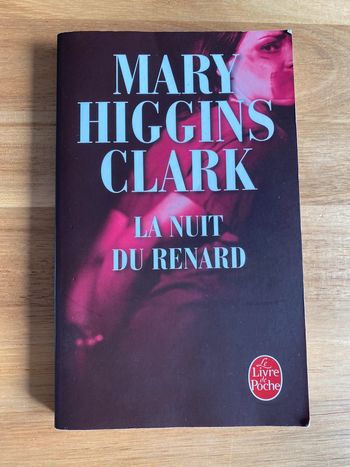 MARY
HIGGINS
CLARK
LA NUIT
DU RENARD
Le
Livre
de
Poche